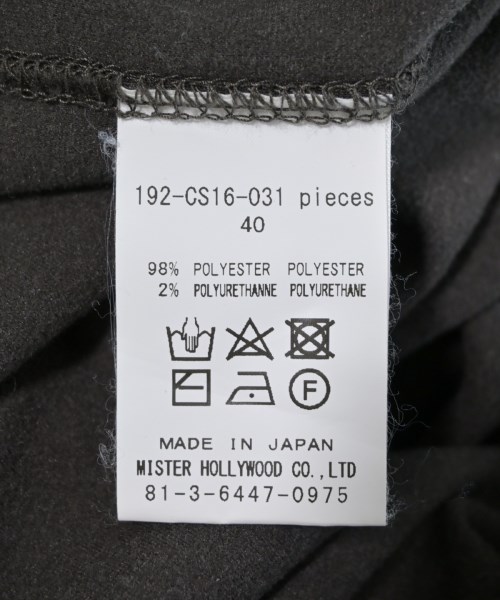 192-CS16-031 pieces
40
98% POLYESTER POLYESTER
2% POLYURETHANNE POLYURETHANE
F
MADE IN JAPAN
MISTER HOLLYWOOD CO.,LTD
81-3-6447-0975